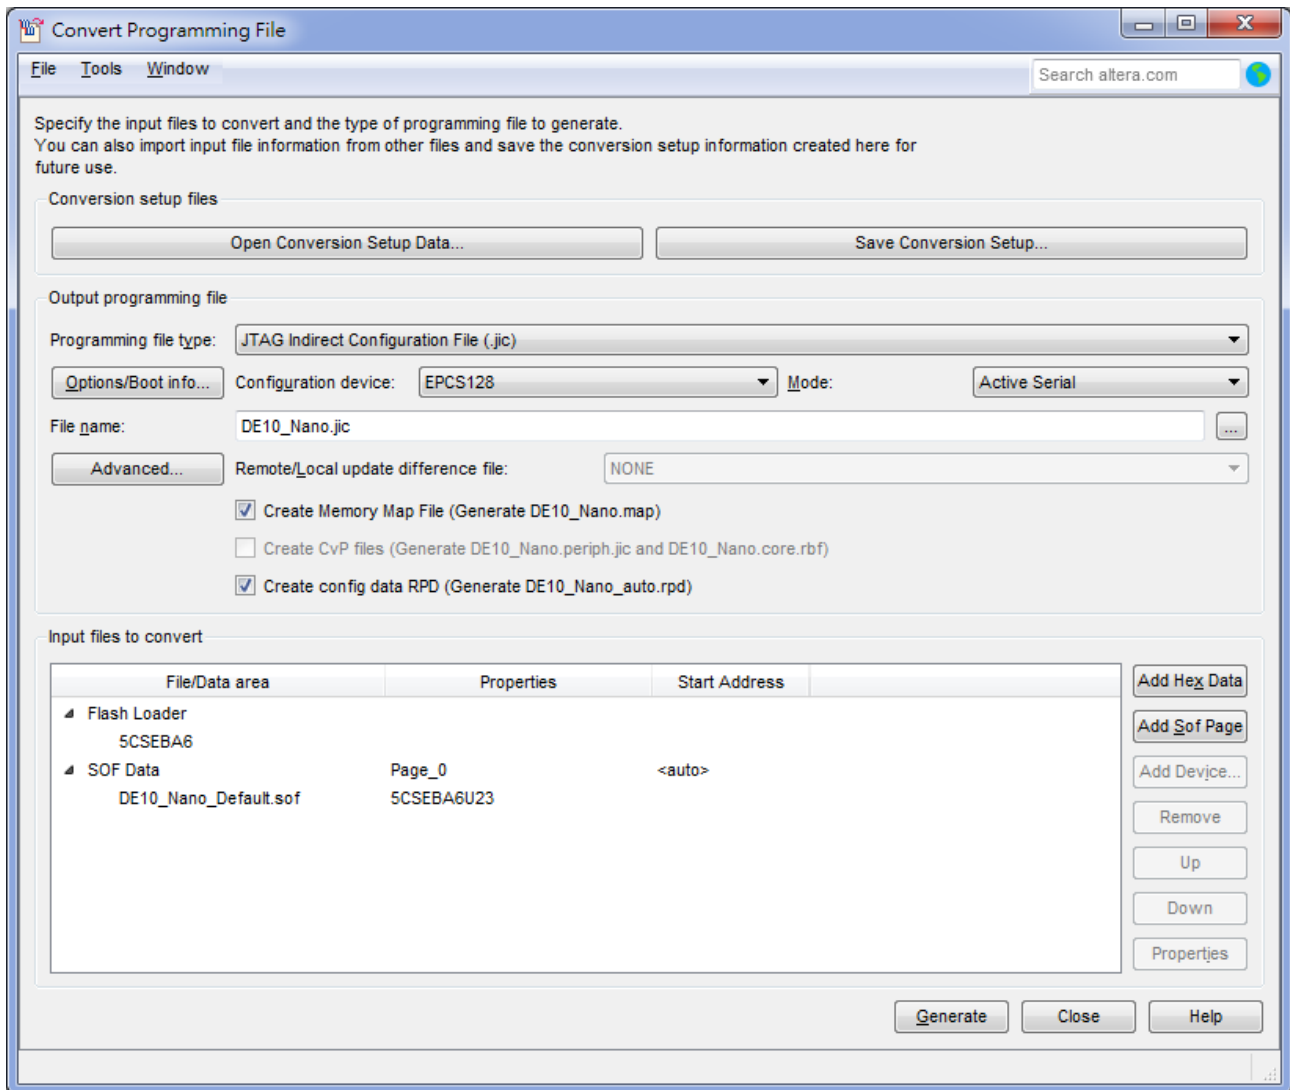 Convert Programming File
File Tools Window Search altera.com
Specify the input files to convert and the type of programming file to generate.
You can also import input file information from other files and save the conversion setup information created here for
future use.
Conversion setup files
Open Conversion Setup Data... Save Conversion Setup...
Output programming file
Programming file type: JTAG Indirect Configuration File (.jic)
Options/Boot info... Configuration device: EPCS128 Mode: Active Serial
File name: DE10_Nano.jic ...
Advanced... Remote/Local update difference file: NONE
Create Memory Map File (Generate DE10_Nano.map)
Create CvP files (Generate DE10_Nano.periph.jic and DE10_Nano.core.rbf)
Create config data RPD (Generate DE10_Nano_auto.rpd)
Input files to convert
File/Data area Properties Start Address Add Hex Data
Flash Loader
5CSEBA6 Add Sof Page
SOF Data Page_0 <auto> Add Device...
DE10_Nano_Default.sof 5CSEBA6U23
Remove
Up
Down
Properties
Generate Close Help